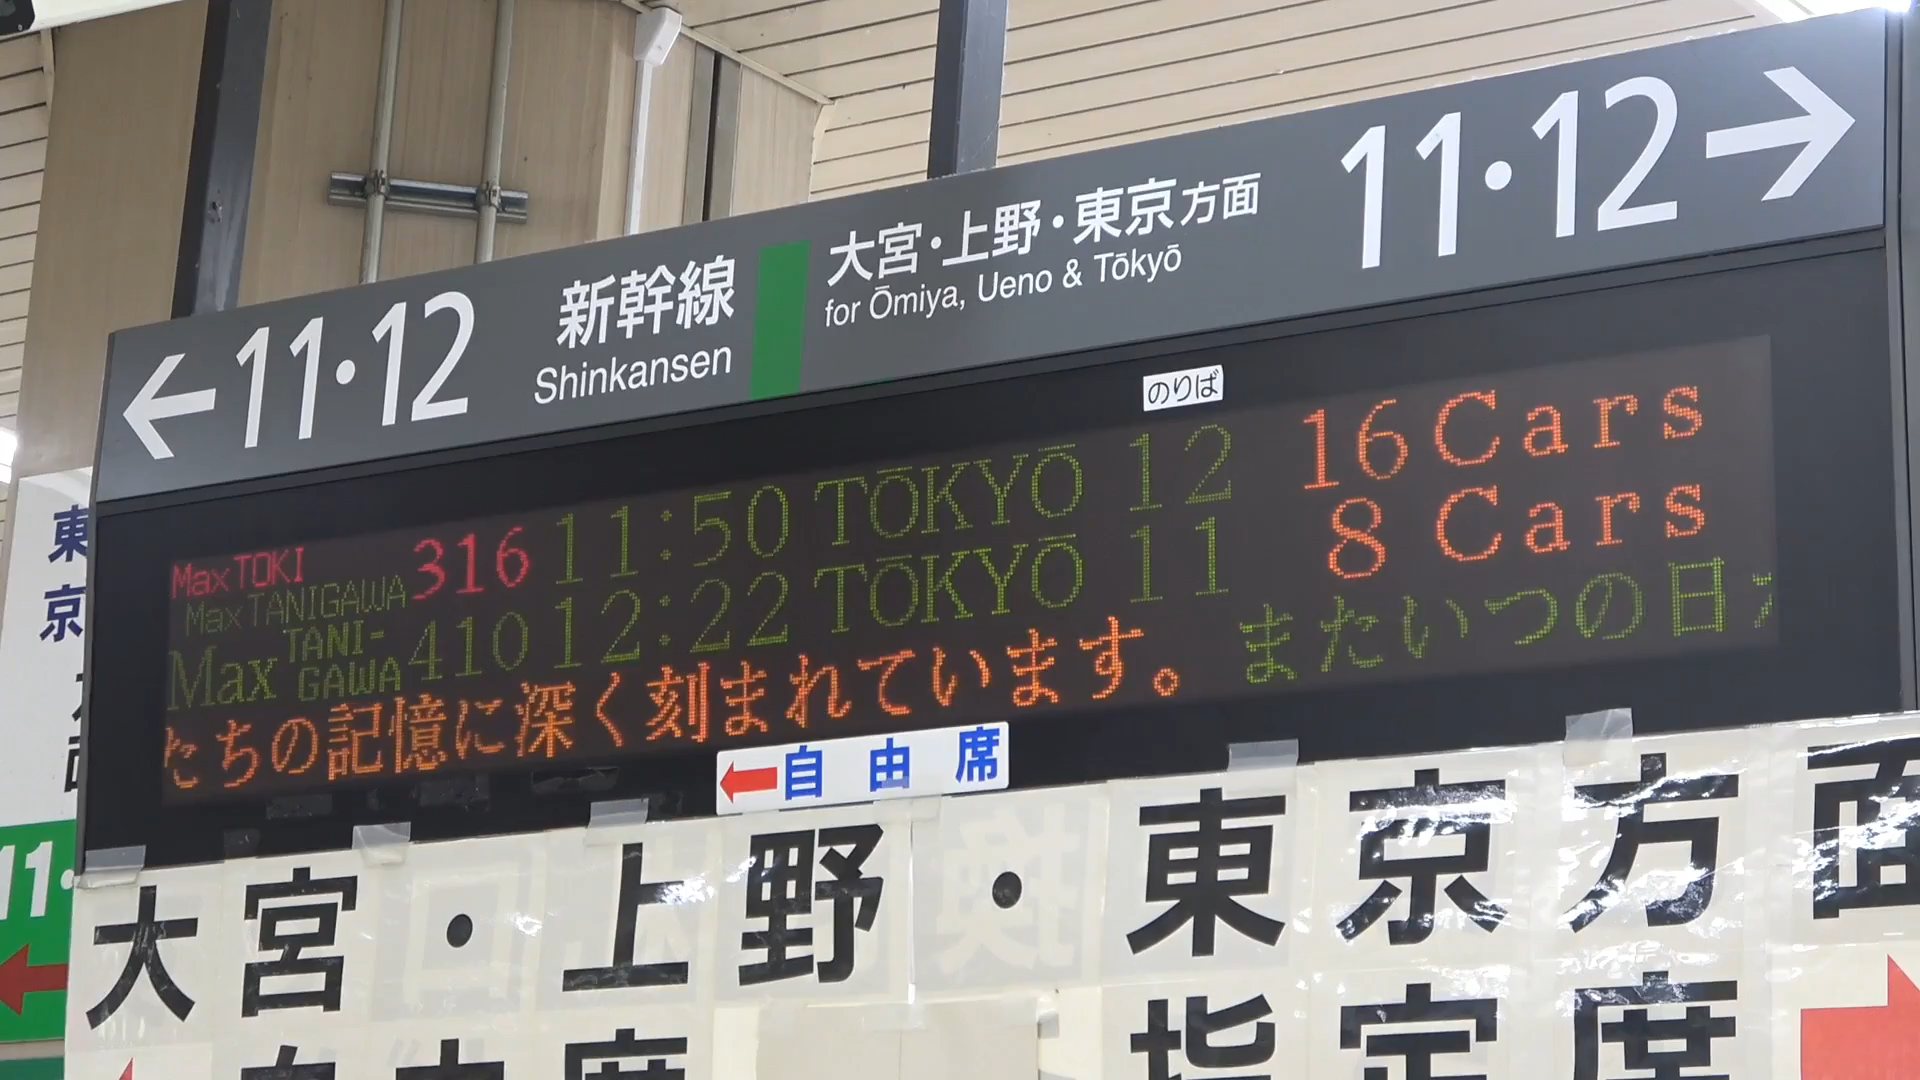 ← 11・12 新幹線 大宮・上野・東京方面 11・12 →
Shinkansen for Ōmiya, Ueno & Tōkyō
のりば
Max TOKI 316 11:50 TŌKYŌ 12 16 Cars
Max TANIGAWA
Max TANI-GAWA 410 12:22 TŌKYŌ 11 8 Cars
たちの記憶に深く刻まれています。 またいつの日
← 自由席
大宮・上野・東京方面
指定席
東京
11・